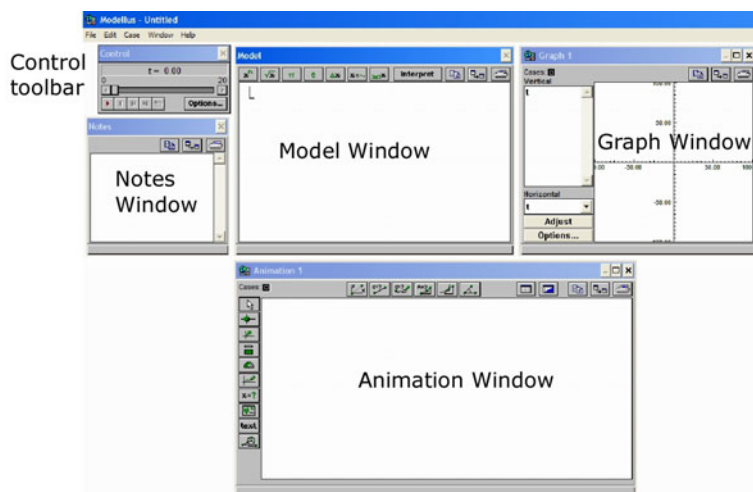 Modellus - Untitled
File Edit Case Window Help
Control
toolbar
Control
t = 0.00
0 20
Options...
Notes
Notes
Window
Model
Interpret
Model Window
Graph 1
Cases:
Vertical
t
Horizontal
t
Adjust
Options...
Graph Window
50.00
-50.00
50.00
100
-50.00
Animation 1
Cases:
x=?
text
Animation Window